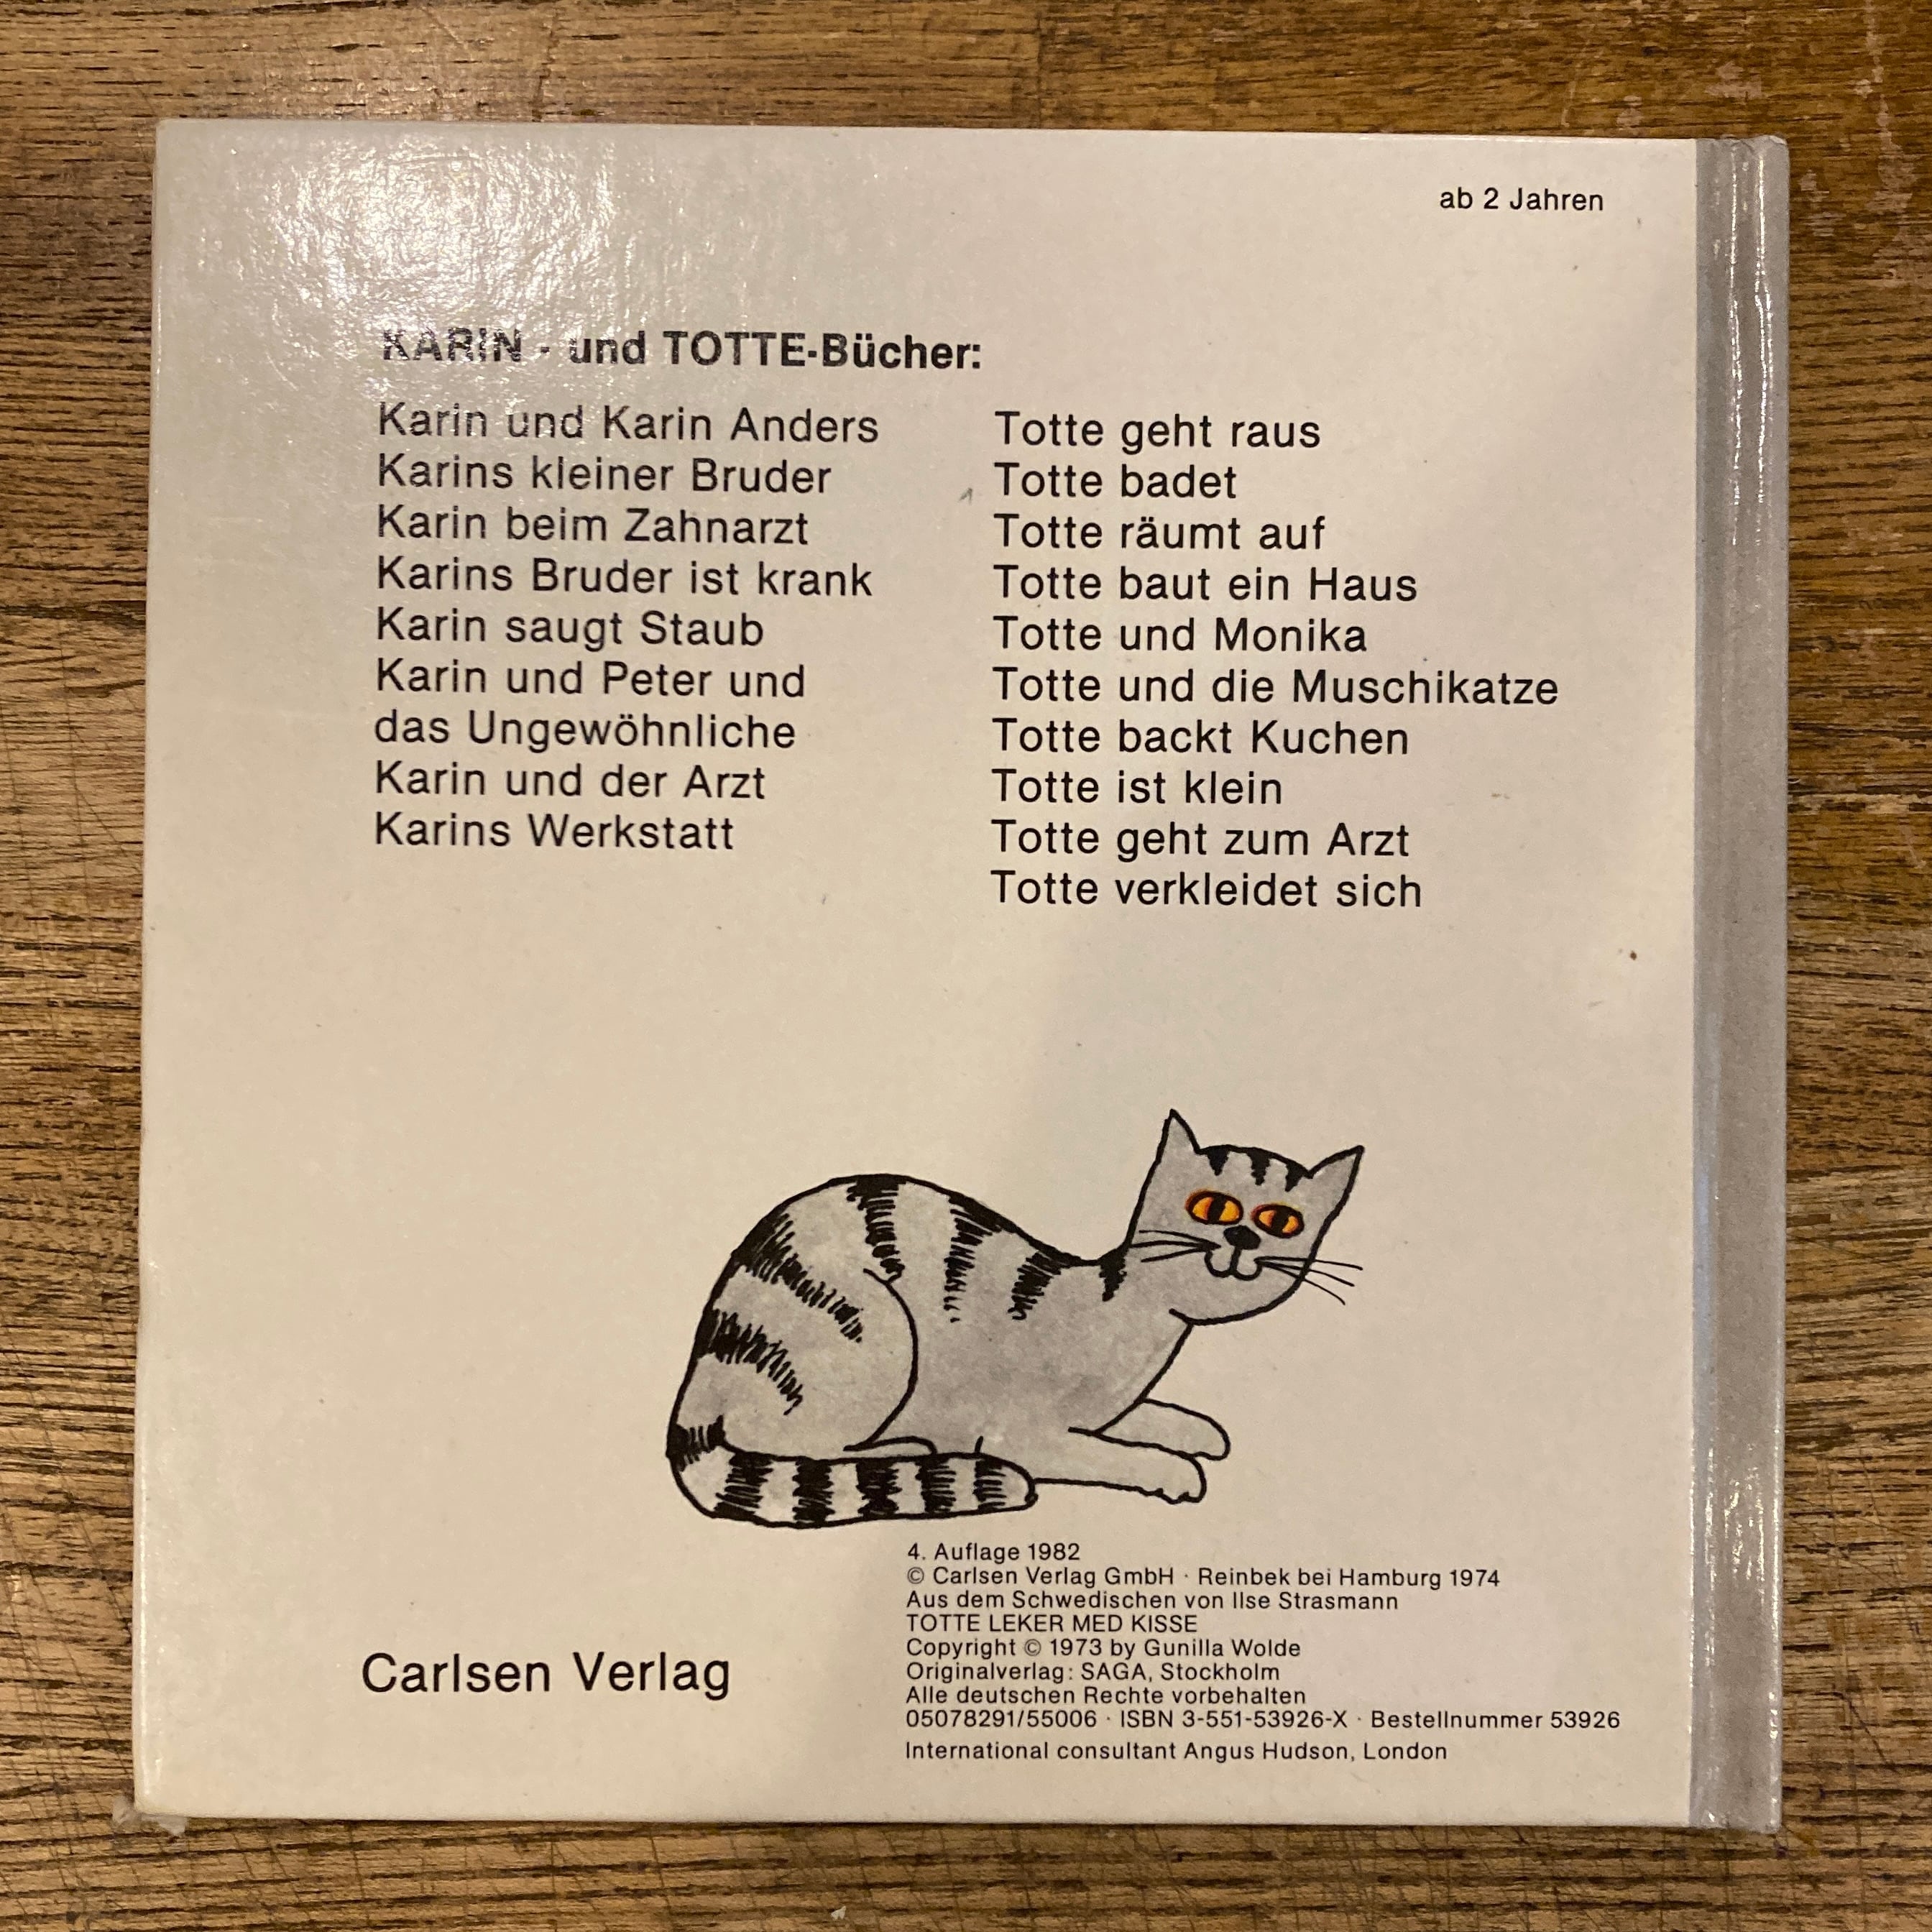 ab 2 Jahren
KARIN - und TOTTE-Bücher:
Karin und Karin Anders
Karins kleiner Bruder
Karin beim Zahnarzt
Karins Bruder ist krank
Karin saugt Staub
Karin und Peter und
das Ungewöhnliche
Karin und der Arzt
Karins Werkstatt
Totte geht raus
Totte badet
Totte räumt auf
Totte baut ein Haus
Totte und Monika
Totte und die Muschikatze
Totte backt Kuchen
Totte ist klein
Totte geht zum Arzt
Totte verkleidet sich
Carlsen Verlag
4. Auflage 1982
© Carlsen Verlag GmbH · Reinbek bei Hamburg 1974
Aus dem Schwedischen von Ilse Strasmann
TOTTE LEKER MED KISSE
Copyright © 1973 by Gunilla Wolde
Originalverlag: SAGA, Stockholm
Alle deutschen Rechte vorbehalten
05078291/55006 · ISBN 3-551-53926-X · Bestellnummer 53926
International consultant Angus Hudson, London